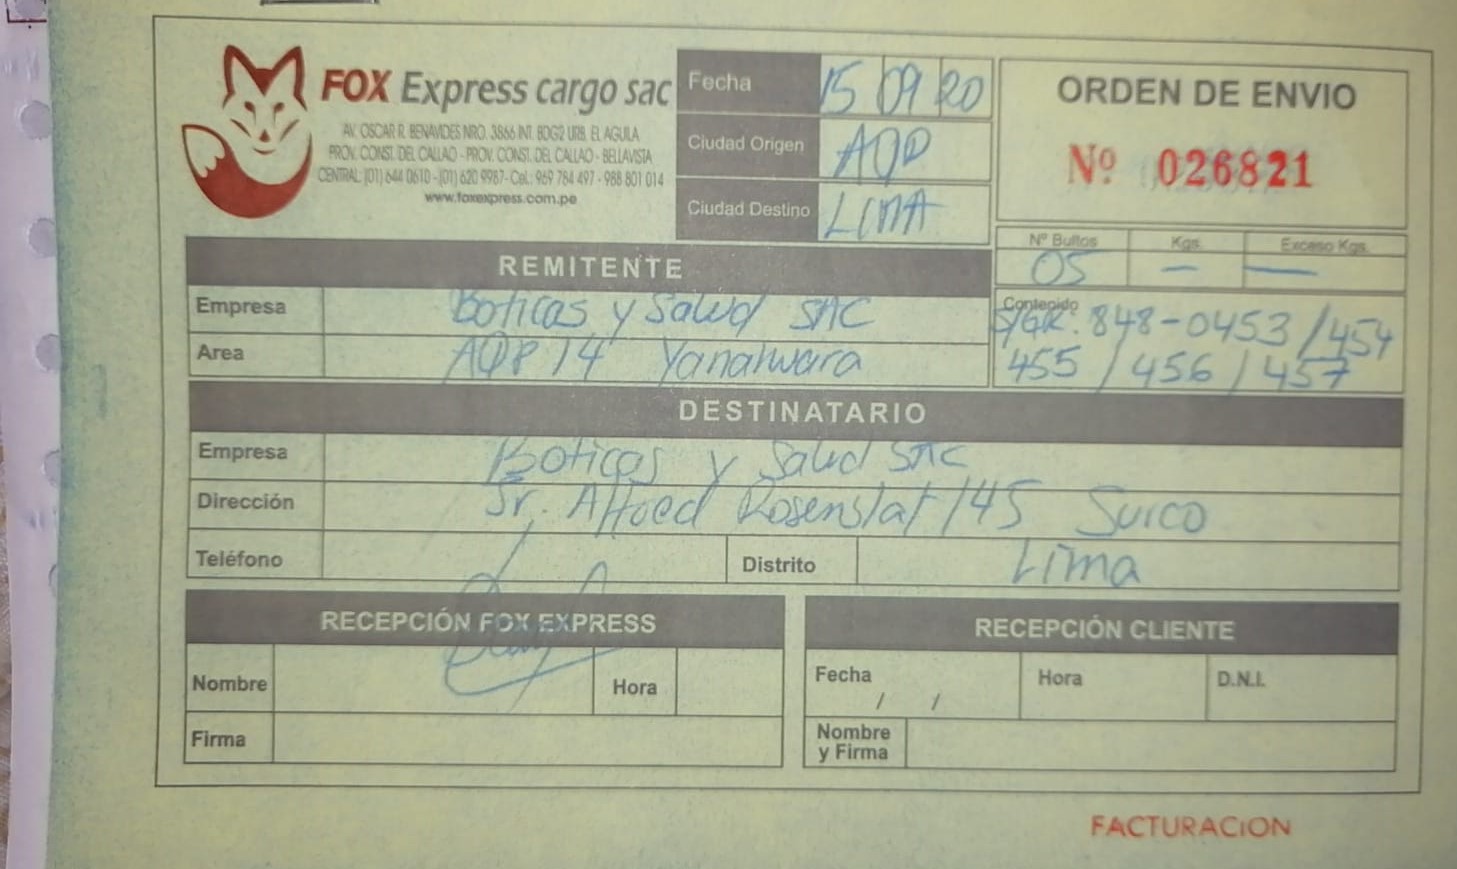 FOX Express cargo sac
AV. OSCAR R. BENAVIDES NRO. 3866 INT. BDG2 URB. EL AGUILA
PROV. CONST. DEL CALLAO - PROV. CONST. DEL CALLAO - BELLAVISTA
CENTRAL: (01) 644 0610 - (01) 620 9987 - Cel.: 969 784 497 - 988 801 014
www.foxexpress.com.pe
Fecha 15 09 20
Ciudad Origen AQP
Ciudad Destino LIMA
ORDEN DE ENVIO
Nº 026821
Nº Bultos Kgs. Exceso Kgs.
05 — —
Contenido
S/GR. 848-0453 / 454
455 / 456 / 457
REMITENTE
Empresa Boticas y Salud SAC
Area AQP 14 Yanahuara
DESTINATARIO
Empresa Boticas y Salud SAC
Dirección Jr. Alfred Rosenblat 145 Surco
Teléfono Distrito Lima
RECEPCIÓN FOX EXPRESS
Nombre Hora
Firma
RECEPCIÓN CLIENTE
Fecha / / Hora D.N.I.
Nombre
y Firma
FACTURACION